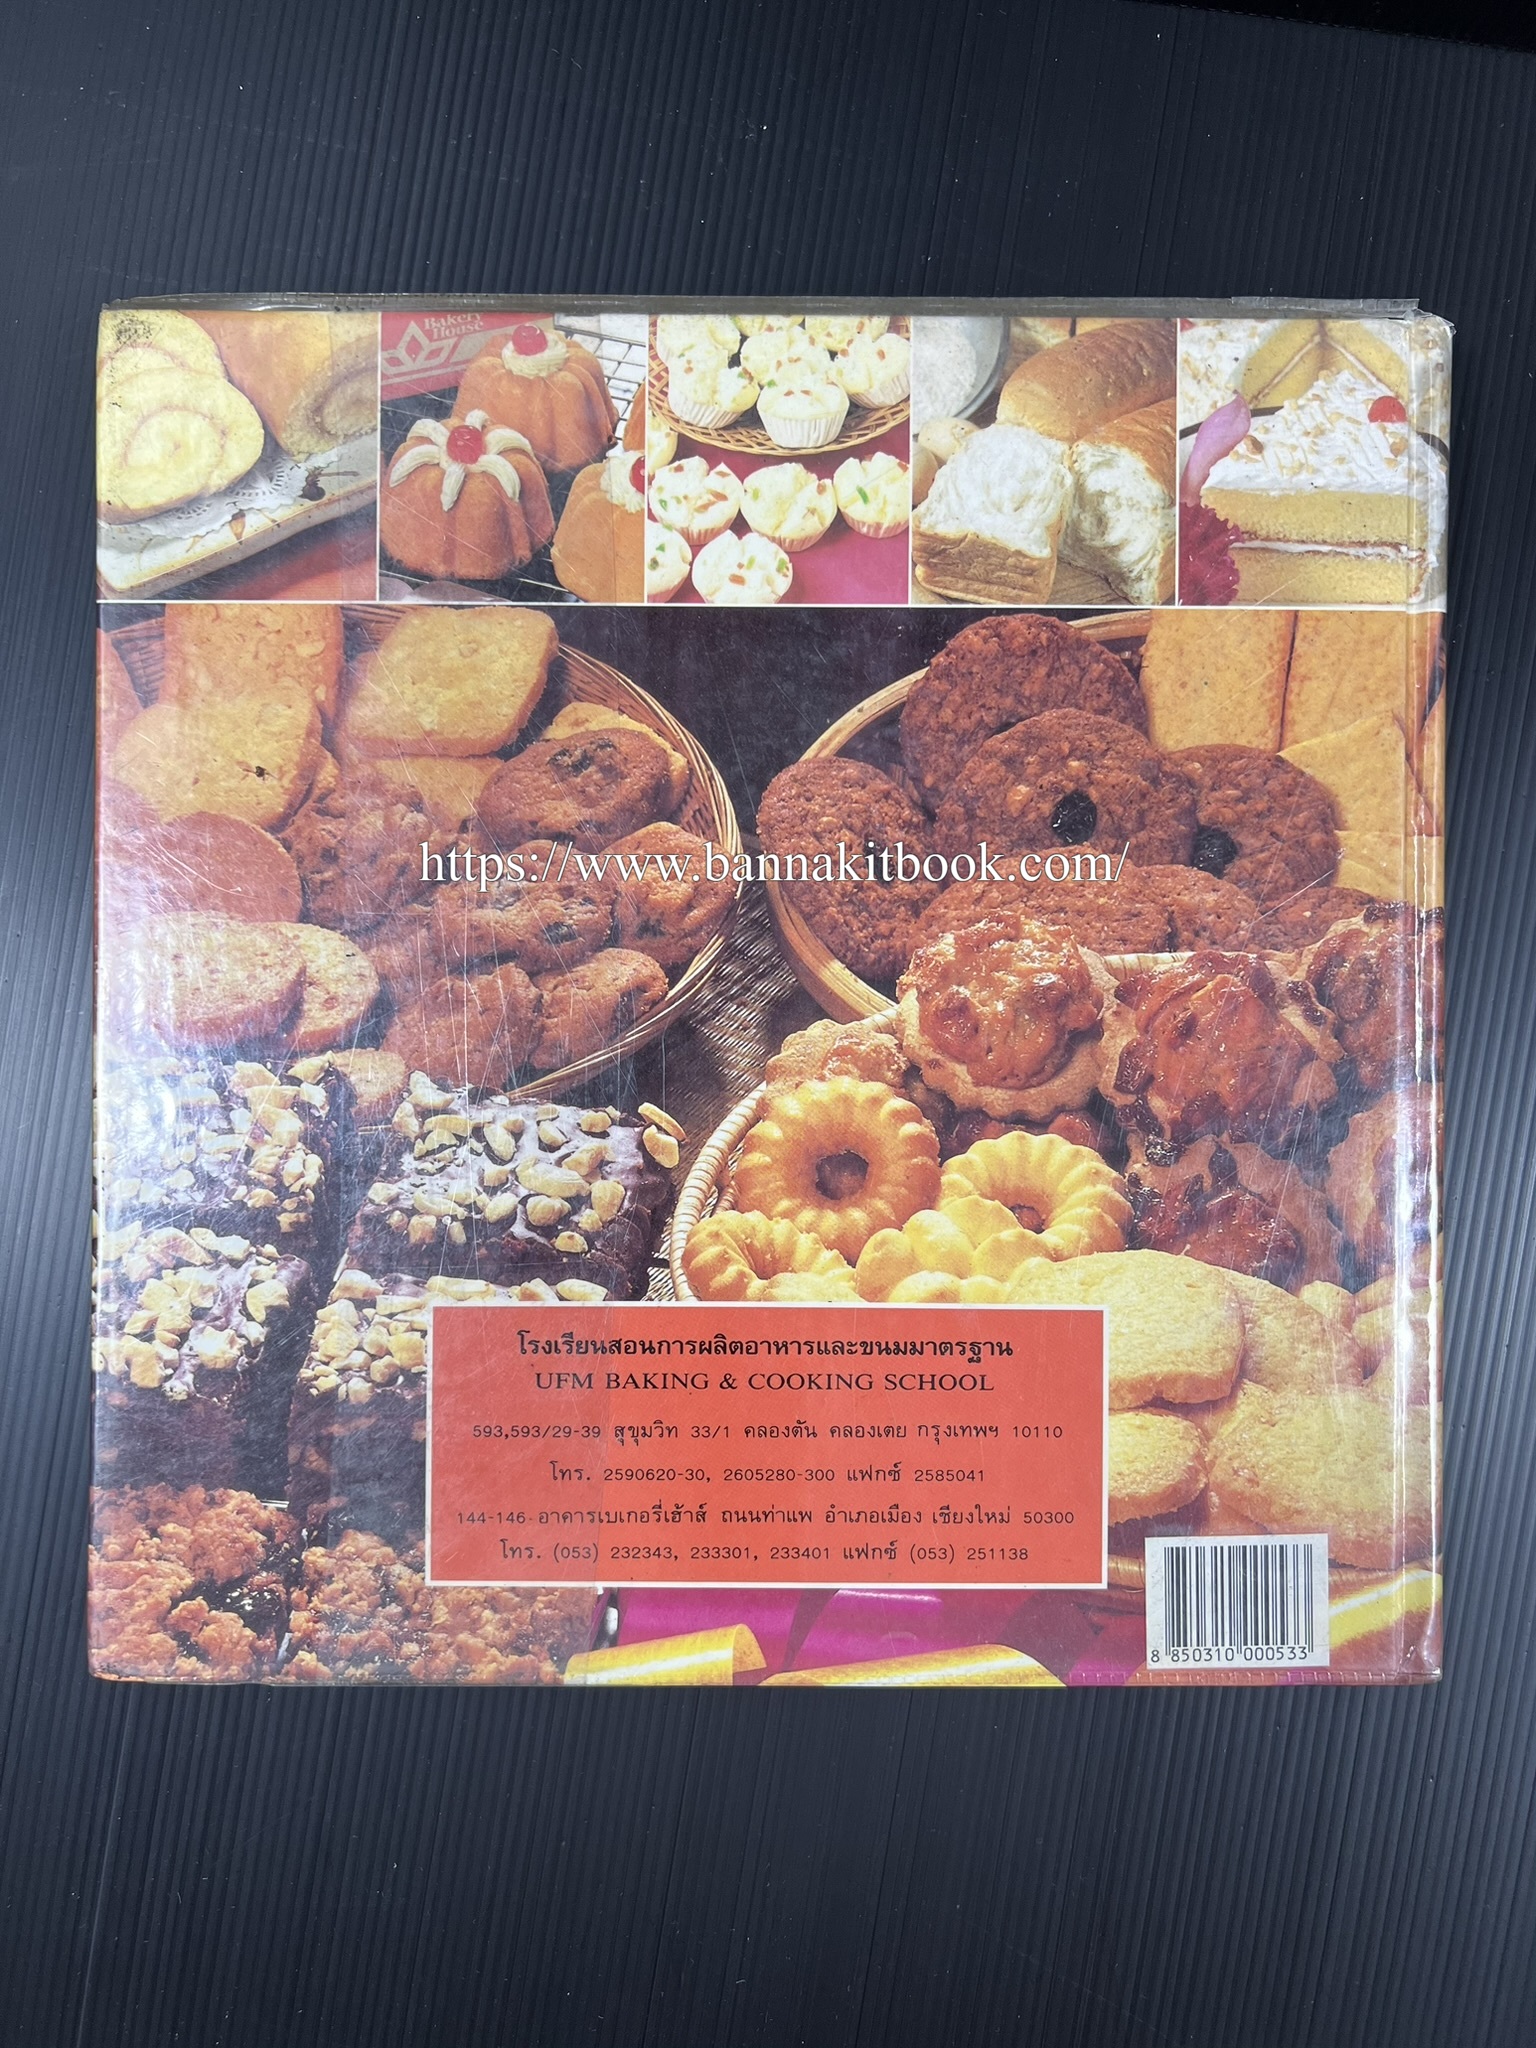 Bakery
House
https://www.bannakitbook.com/
โรงเรียนสอนการผลิตอาหารและขนมมาตรฐาน
UFM BAKING & COOKING SCHOOL
593,593/29-39 สุขุมวิท 33/1 คลองตัน คลองเตย กรุงเทพฯ 10110
โทร. 2590620-30, 2605280-300 แฟกซ์ 2585041
144-146 อาคารเบเกอรี่เฮ้าส์ ถนนท่าแพ อำเภอเมือง เชียงใหม่ 50300
โทร. (053) 232343, 233301, 233401 แฟกซ์ (053) 251138
8 850310 000533